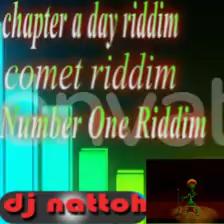 chapter a day riddim
comet riddim
Number One Riddim
dj nattoh